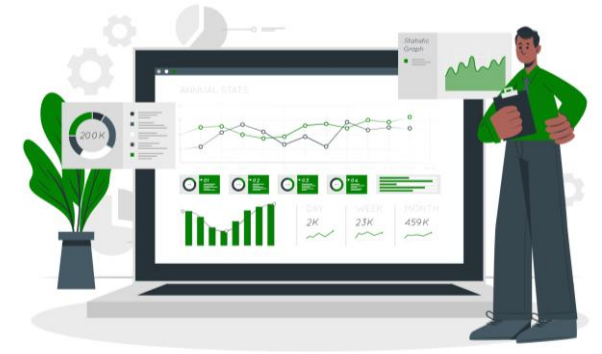 Statistic
Graph
ANNUAL STATS
200K
01
02
03
04
DAY
WEEK
MONTH
2K
23K
459K